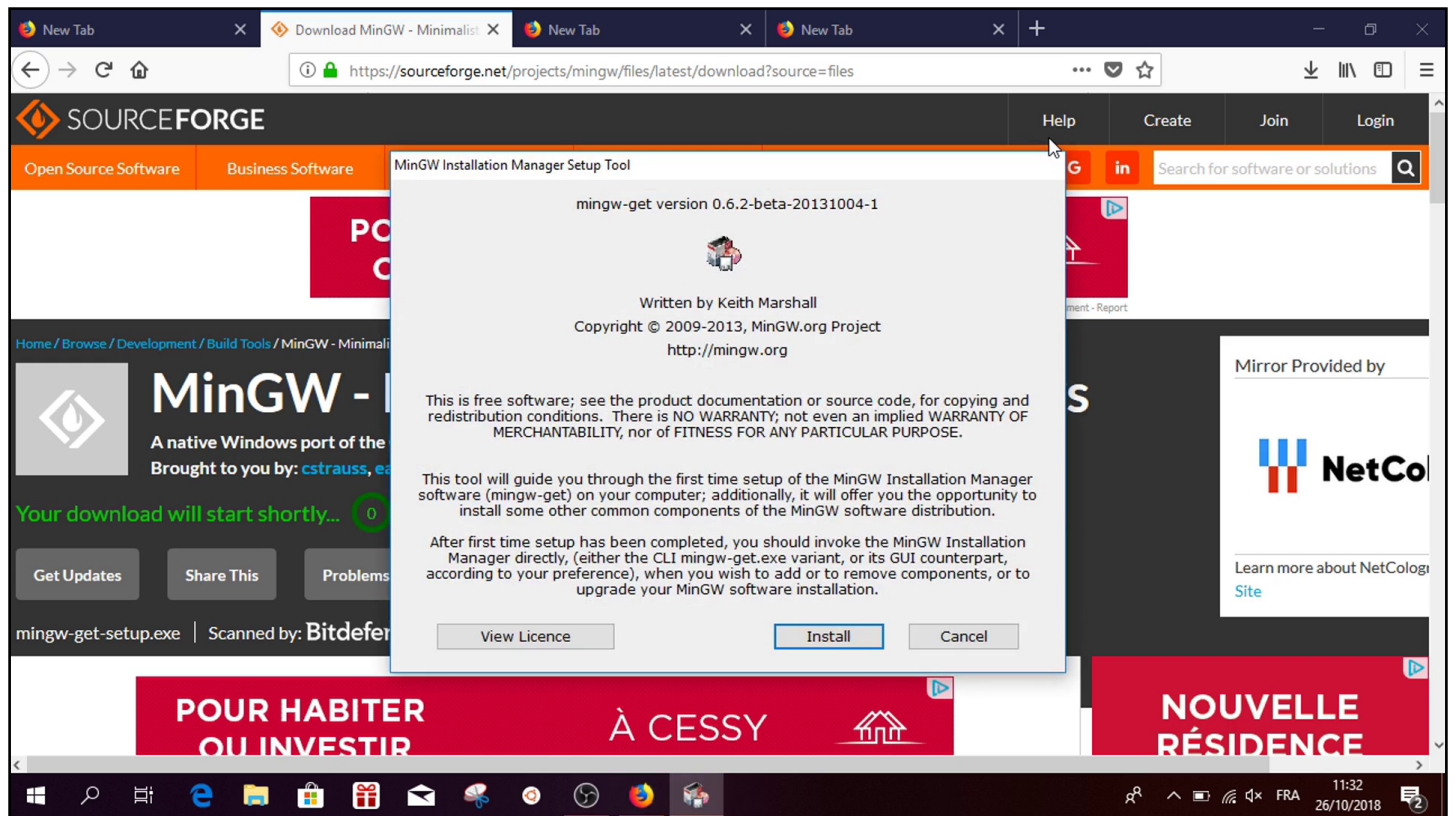 New Tab
Download MinGW - Minimalist
New Tab
New Tab
https://sourceforge.net/projects/mingw/files/latest/download?source=files
SOURCEFORGE
Help
Create
Join
Login
Open Source Software
Business Software
G
in
Search for software or solutions
MinGW Installation Manager Setup Tool
mingw-get version 0.6.2-beta-20131004-1
Written by Keith Marshall
Copyright © 2009-2013, MinGW.org Project
http://mingw.org
This is free software; see the product documentation or source code, for copying and
redistribution conditions. There is NO WARRANTY; not even an implied WARRANTY OF
MERCHANTABILITY, nor of FITNESS FOR ANY PARTICULAR PURPOSE.
This tool will guide you through the first time setup of the MinGW Installation Manager
software (mingw-get) on your computer; additionally, it will offer you the opportunity to
install some other common components of the MinGW software distribution.
After first time setup has been completed, you should invoke the MinGW Installation
Manager directly, (either the CLI mingw-get.exe variant, or its GUI counterpart,
according to your preference), when you wish to add or to remove components, or to
upgrade your MinGW software installation.
View Licence
Install
Cancel
PO
ment - Report
Home / Browse / Development / Build Tools / MinGW - Minimali
MinGW -
s
A native Windows port of the
Brought to you by: cstrauss, ea
Your download will start shortly... 0
Get Updates
Share This
Problems
mingw-get-setup.exe | Scanned by: Bitdefen
Mirror Provided by
NetCol
Learn more about NetCologn
Site
POUR HABITER
OU INVESTIR
À CESSY
NOUVELLE
RÉSIDENCE
FRA
11:32
26/10/2018
2